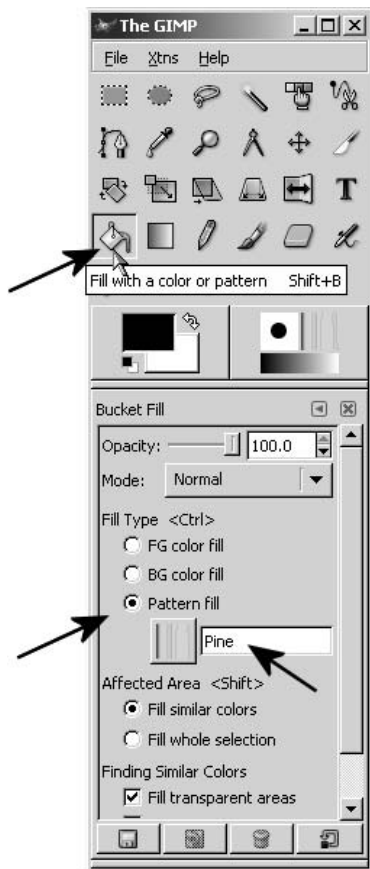 The GIMP
File Xtns Help
T
Fill with a color or pattern Shift+B
Bucket Fill
Opacity: 100.0
Mode: Normal
Fill Type <Ctrl>
FG color fill
BG color fill
Pattern fill
Pine
Affected Area <Shift>
Fill similar colors
Fill whole selection
Finding Similar Colors
Fill transparent areas